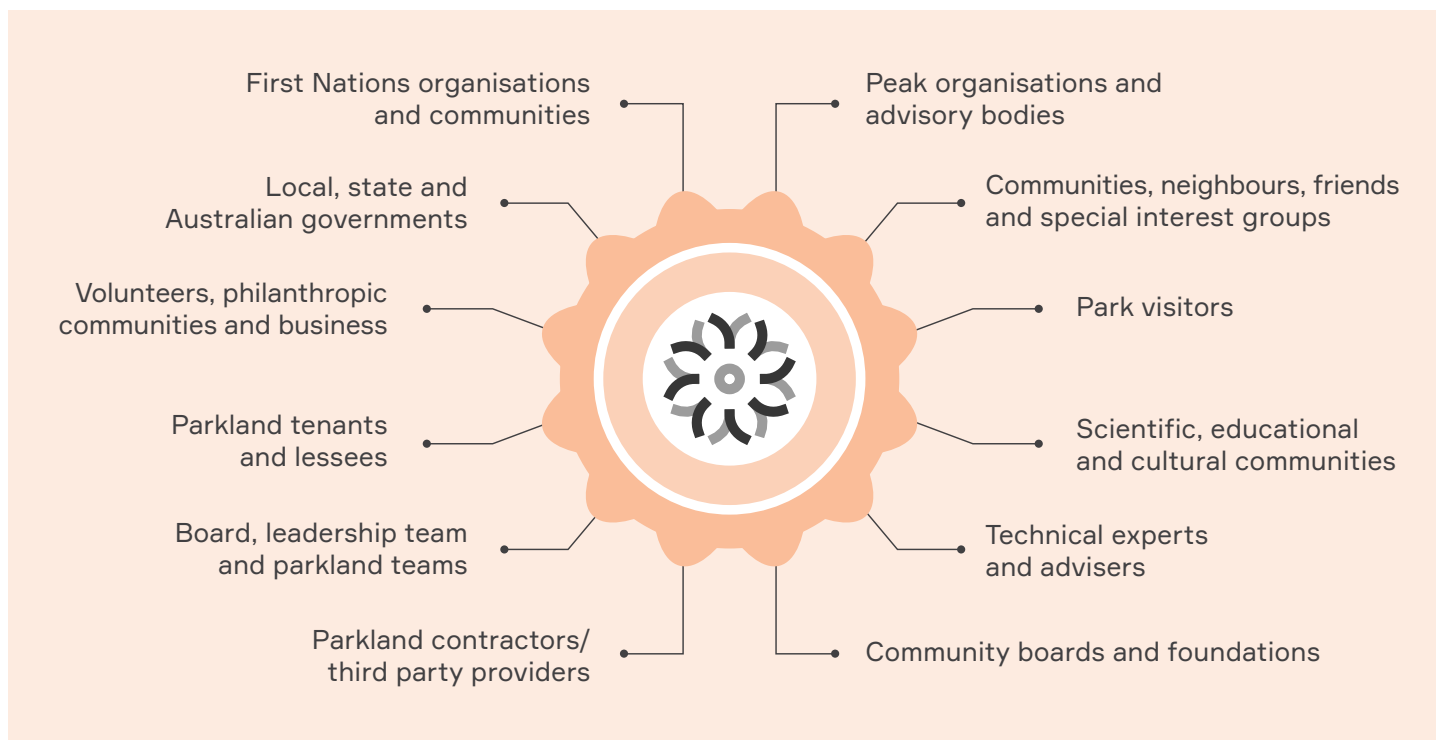 First Nations organisations
and communities
Local, state and
Australian governments
Volunteers, philanthropic
communities and business
Parkland tenants
and lessees
Board, leadership team
and parkland teams
Parkland contractors/
third party providers
Peak organisations and
advisory bodies
Communities, neighbours, friends
and special interest groups
Park visitors
Scientific, educational
and cultural communities
Technical experts
and advisers
Community boards and foundations